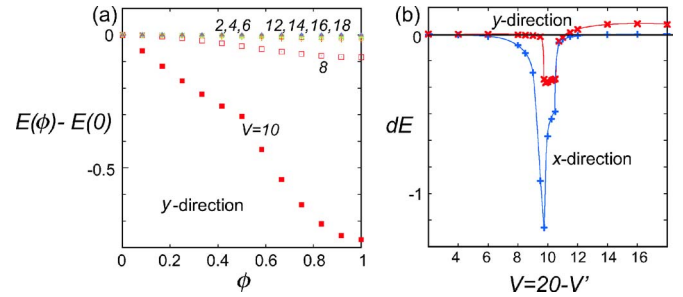 (a)
2,4,6 12,14,16,18
0
8
E(ϕ)- E(0)
V=10
-0.5
y-direction
0 0.2 0.4 0.6 0.8 1
ϕ
(b)
y-direction
0
dE
x-direction
-1
4 6 8 10 12 14 16
V=20-V'